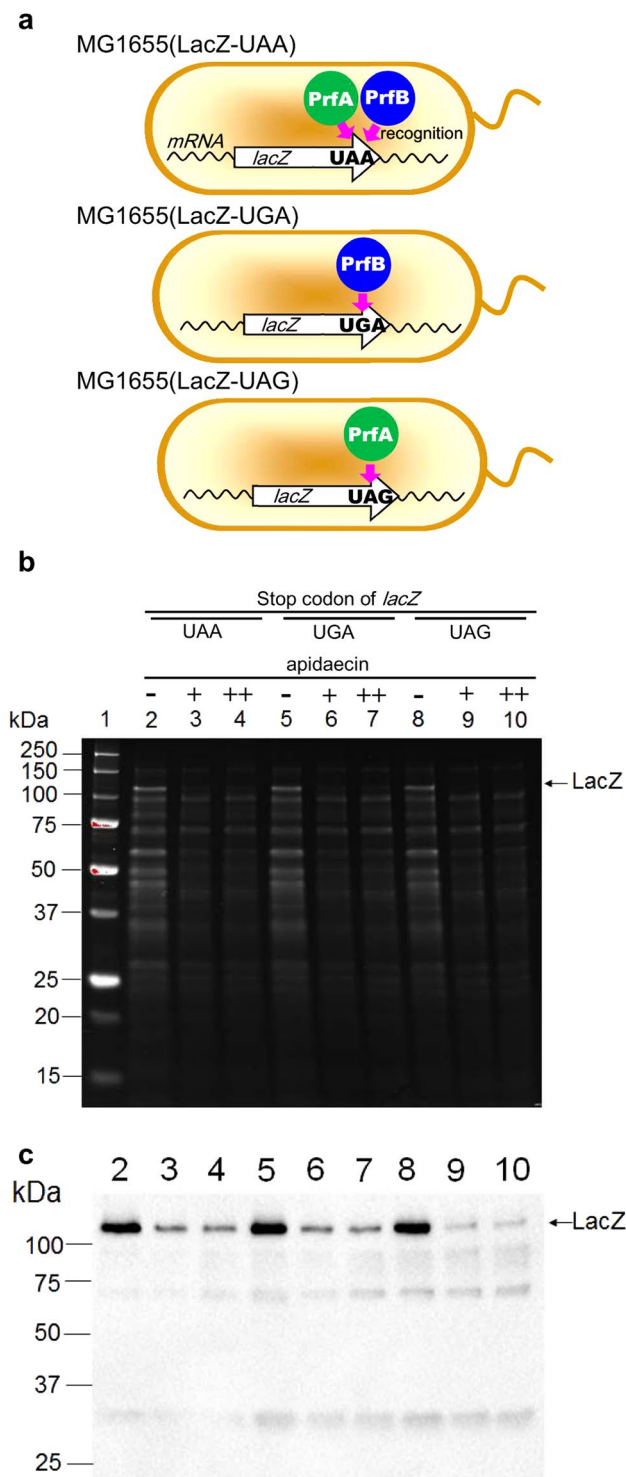 a
MG1655(LacZ-UAA)
PrfA PrfB
recognition
mRNA
lacZ UAA
MG1655(LacZ-UGA)
PrfB
lacZ UGA
MG1655(LacZ-UAG)
PrfA
lacZ UAG
b
Stop codon of lacZ
UAA UGA UAG
apidaecin
- + ++ - + ++ - + ++
kDa 1 2 3 4 5 6 7 8 9 10
250
150
←LacZ
100
75
50
37
25
20
15
c
2 3 4 5 6 7 8 9 10
kDa
←LacZ
100
75
50
37
25